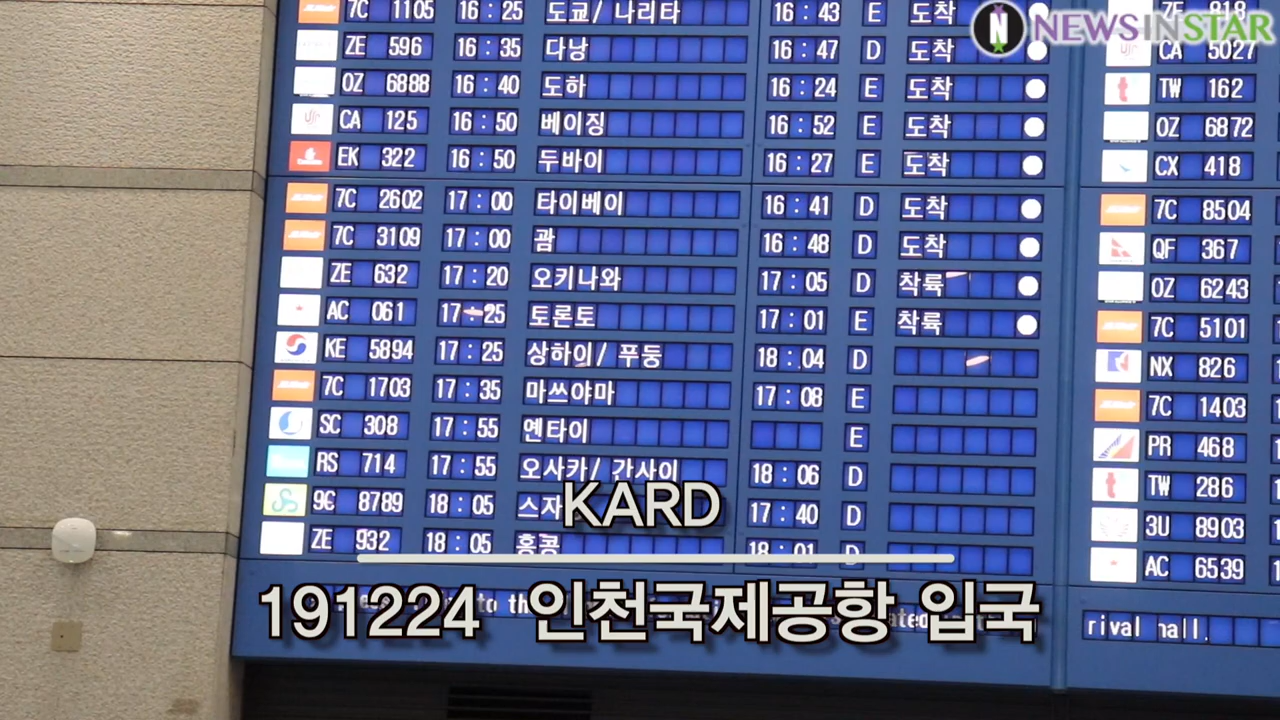 NEWSINSTAR
7C 1105 16:25 도쿄/ 나리타 16:43 E 도착
ZE 596 16:35 다낭 16:47 D 도착
OZ 6888 16:40 도하 16:24 E 도착
CA 125 16:50 베이징 16:52 E 도착
EK 322 16:50 두바이 16:27 E 도착
7C 2602 17:00 타이베이 16:41 D 도착
7C 3109 17:00 괌 16:48 D 도착
ZE 632 17:20 오키나와 17:05 D 착륙
AC 061 17:25 토론토 17:01 E 착륙
KE 5894 17:25 상하이/ 푸둥 18:04 D
7C 1703 17:35 마쓰야마 17:08 E
SC 308 17:55 옌타이 E
RS 714 17:55 오사카/ 간사이 18:06 D
9C 8789 18:05 스자 17:40 D
ZE 932 18:05 홍콩 18:01 D
ZE 818
CA 5027
TW 162
OZ 6872
CX 418
7C 8504
QF 367
OZ 6243
7C 5101
NX 826
7C 1403
PR 468
TW 286
3U 8903
AC 6539
rival hall.
KARD
191224 인천국제공항 입국